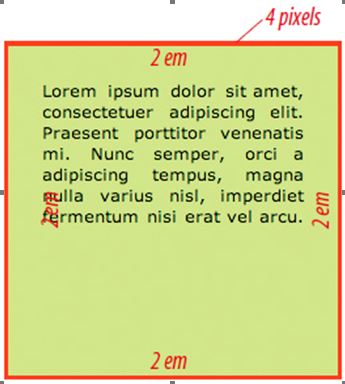 4 pixels
2 em
Lorem ipsum dolor sit amet,
consectetuer adipiscing elit.
Praesent porttitor venenatis
mi. Nunc semper, orci a
adipiscing tempus, magna
nulla varius nisl, imperdiet
fermentum nisi erat vel arcu.
2 em
2 em
2 em